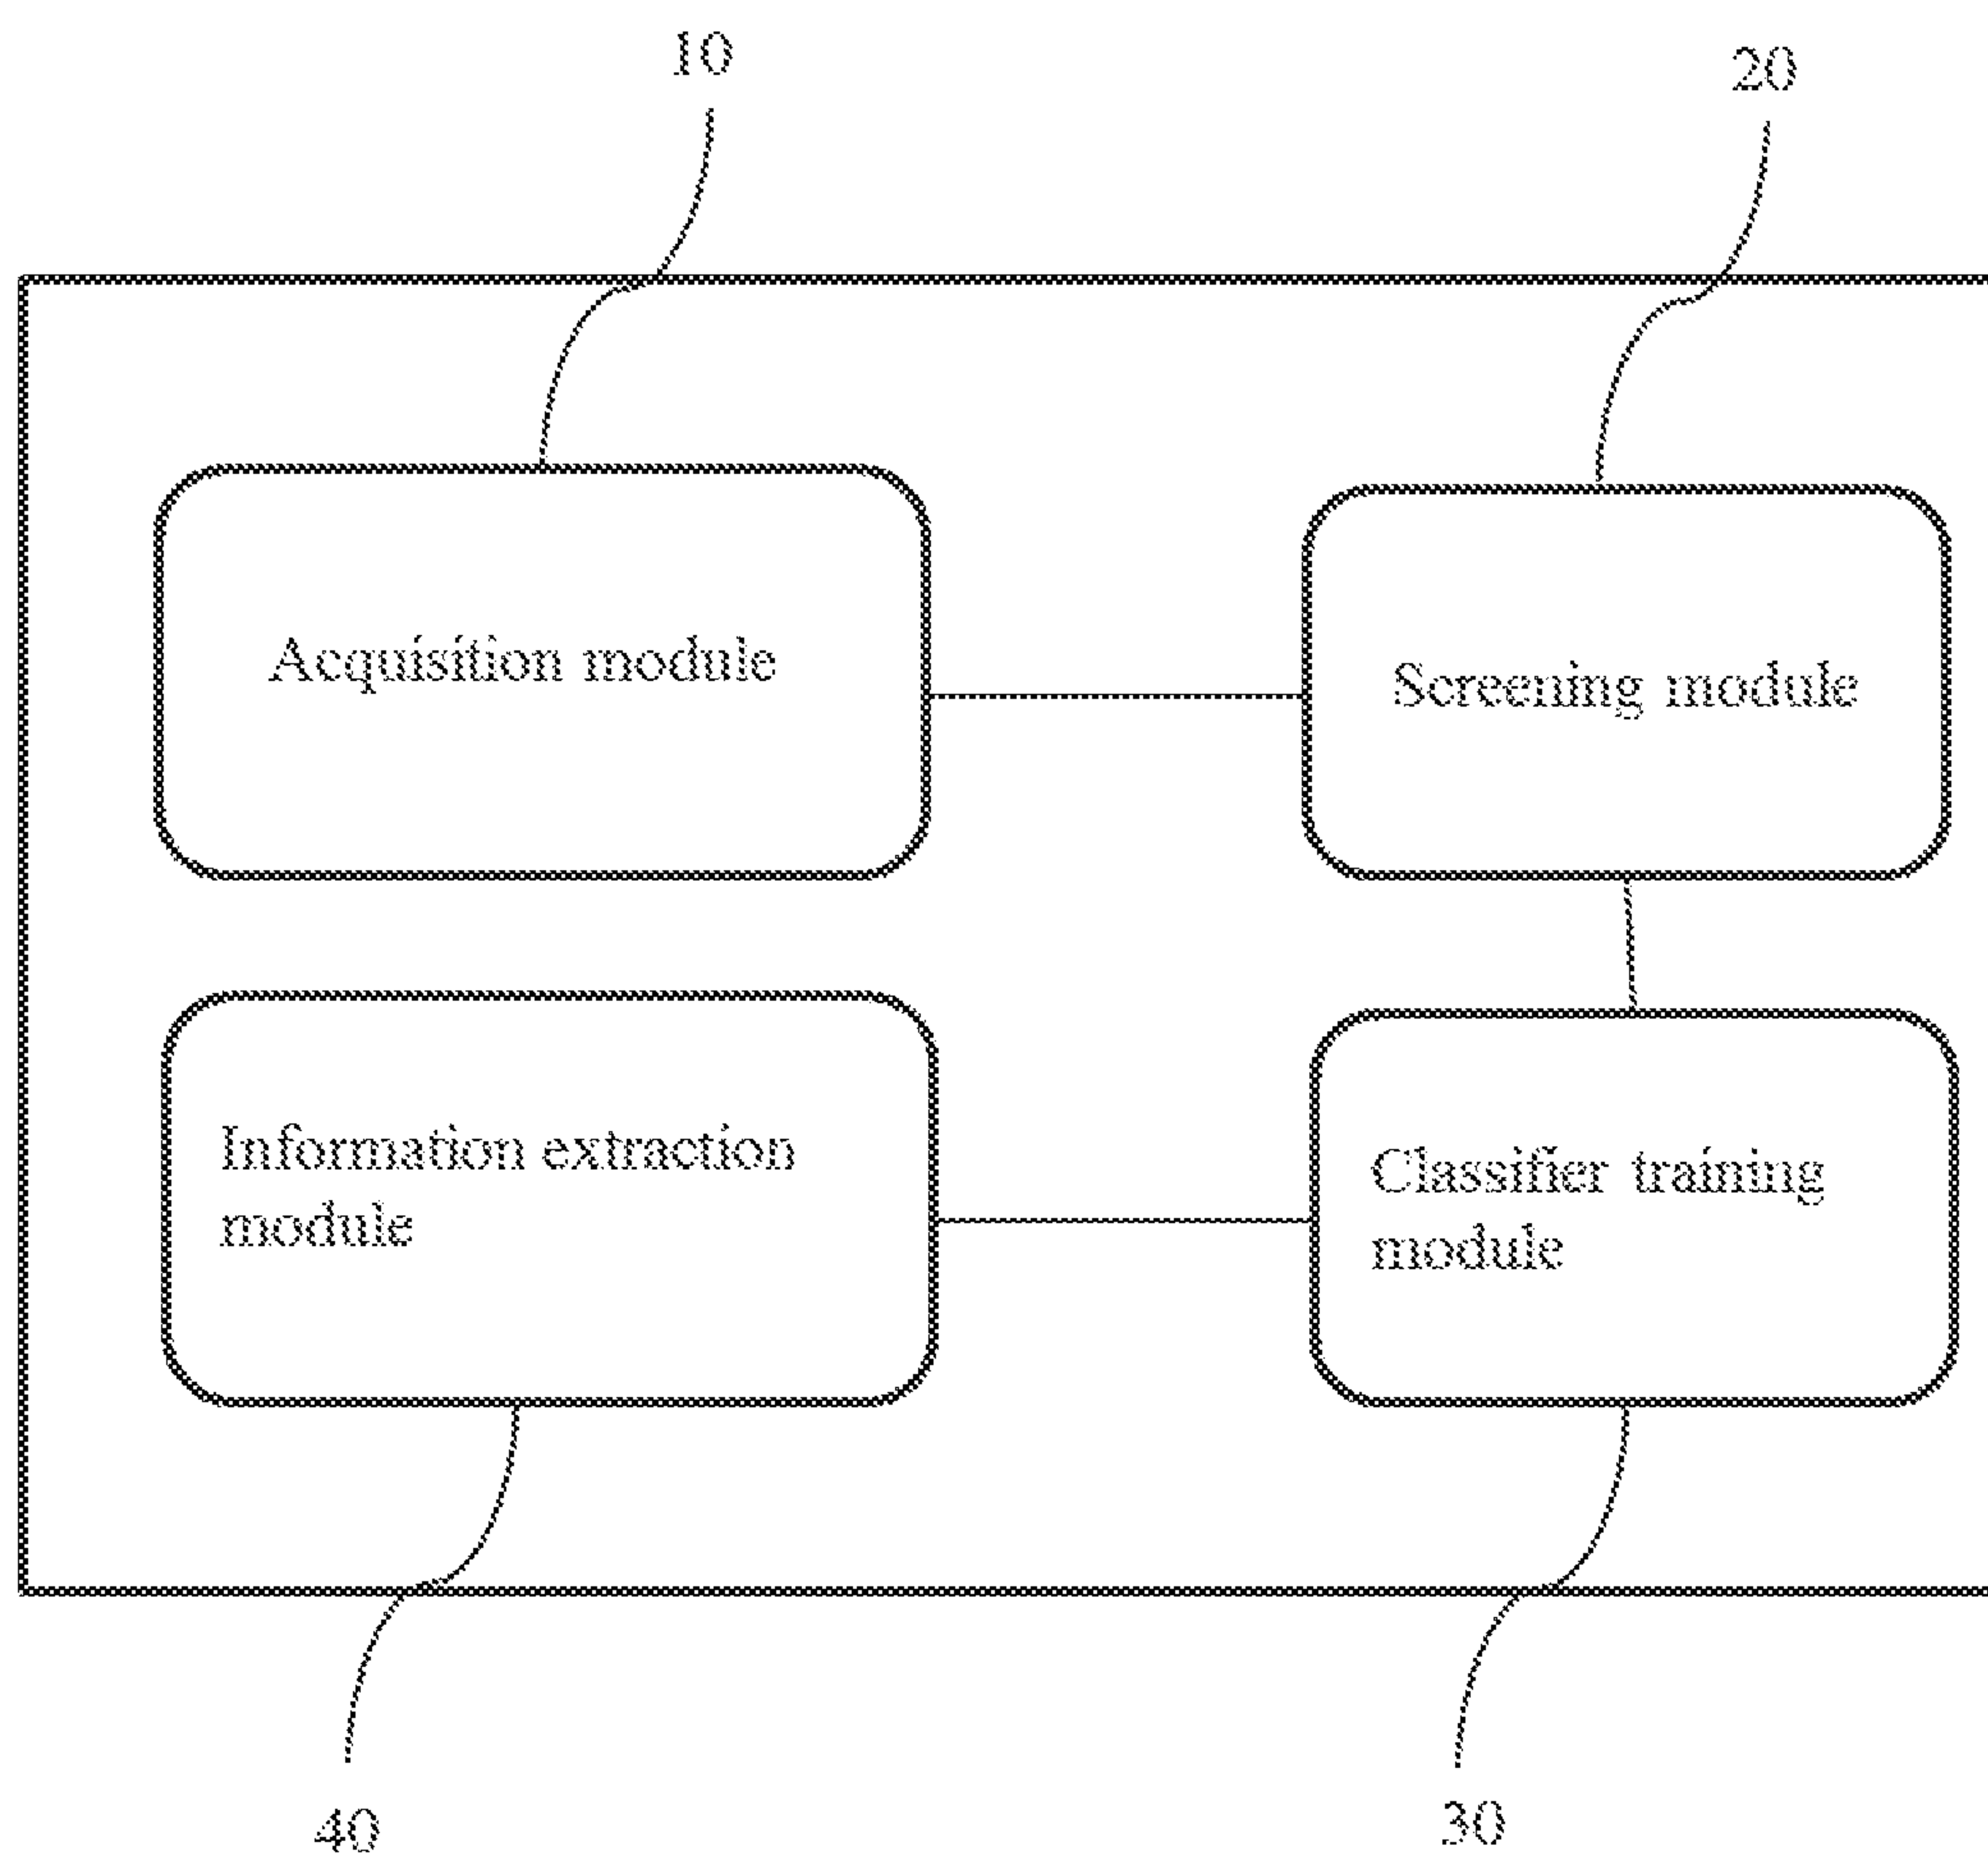 10
20
Acquisition module
Screening module
Information extraction
module
Classifier training
module
40
30